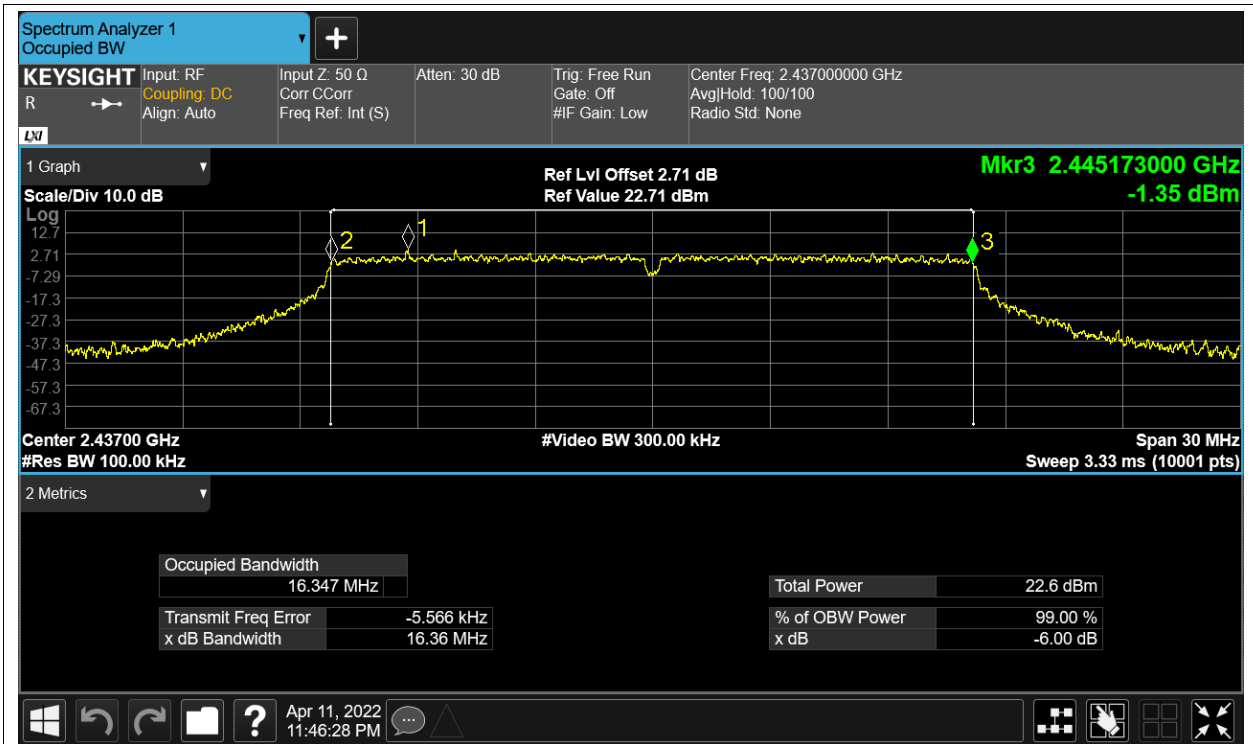 Spectrum Analyzer 1
Occupied BW
+
KEYSIGHT
R
LXI
Input: RF
Coupling: DC
Align: Auto
Input Z: 50 Ω
Corr CCorr
Freq Ref: Int (S)
Atten: 30 dB
Trig: Free Run
Gate: Off
#IF Gain: Low
Center Freq: 2.437000000 GHz
Avg|Hold: 100/100
Radio Std: None
1 Graph
Scale/Div 10.0 dB
Ref Lvl Offset 2.71 dB
Ref Value 22.71 dBm
Mkr3 2.445173000 GHz
-1.35 dBm
Log
12.7
2.71
-7.29
-17.3
-27.3
-37.3
-47.3
-57.3
-67.3
2
1
3
Center 2.43700 GHz
#Res BW 100.00 kHz
#Video BW 300.00 kHz
Span 30 MHz
Sweep 3.33 ms (10001 pts)
2 Metrics
Occupied Bandwidth
16.347 MHz
Transmit Freq Error -5.566 kHz
x dB Bandwidth 16.36 MHz
Total Power 22.6 dBm
% of OBW Power 99.00 %
x dB -6.00 dB
?
Apr 11, 2022
11:46:28 PM